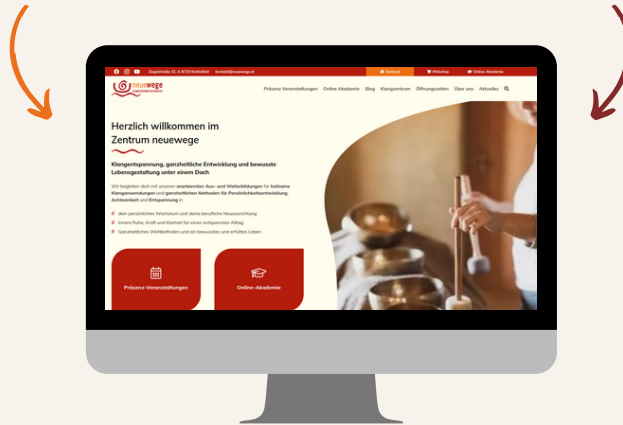 kontakt@neuewege.at
Zentrum
Webshop
Online-Akademie
neuewege
Präsenz Veranstaltungen Online Akademie Blog Klangzentrum Öffnungszeiten Über uns Aktuelles
Herzlich willkommen im
Zentrum neuewege
Klangentspannung, ganzheitliche Entwicklung und bewusste
Lebensgestaltung unter einem Dach
Wir begleiten dich mit unseren anerkannten Aus- und Weiterbildungen für heilsame
Klanganwendungen und ganzheitlichen Methoden für Persönlichkeitsentwicklung,
Achtsamkeit und Entspannung in
dein persönliches Wachstum und deine berufliche Neuausrichtung
Innere Ruhe, Kraft und Klarheit für einen entspannten Alltag
Ganzheitliches Wohlbefinden und ein bewusstes und erfülltes Leben
Präsenz-Veranstaltungen
Online-Akademie